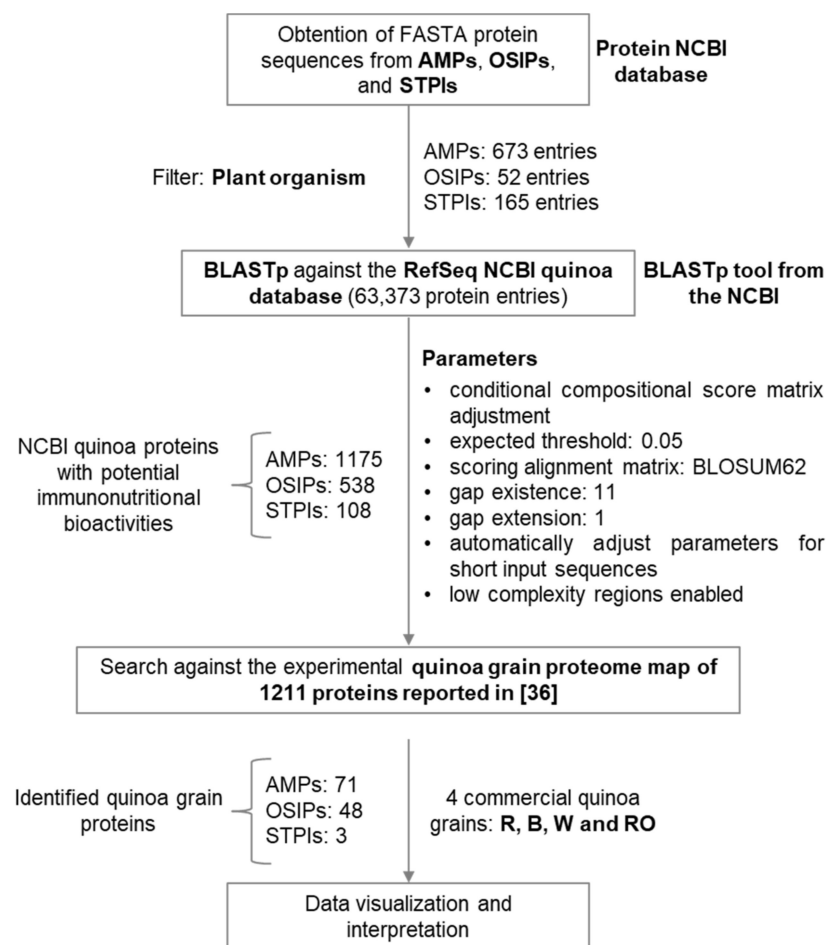 Obtention of FASTA protein
sequences from AMPs, OSIPs,
and STPIs
Protein NCBI
database
Filter: Plant organism
AMPs: 673 entries
OSIPs: 52 entries
STPIs: 165 entries
BLASTp against the RefSeq NCBI quinoa
database (63,373 protein entries)
BLASTp tool from
the NCBI
Parameters
• conditional compositional score matrix
adjustment
• expected threshold: 0.05
• scoring alignment matrix: BLOSUM62
• gap existence: 11
• gap extension: 1
• automatically adjust parameters for
short input sequences
• low complexity regions enabled
NCBI quinoa proteins
with potential
immunonutritional
bioactivities
AMPs: 1175
OSIPs: 538
STPIs: 108
Search against the experimental quinoa grain proteome map of
1211 proteins reported in [36]
Identified quinoa grain
proteins
AMPs: 71
OSIPs: 48
STPIs: 3
4 commercial quinoa
grains: R, B, W and RO
Data visualization and
interpretation